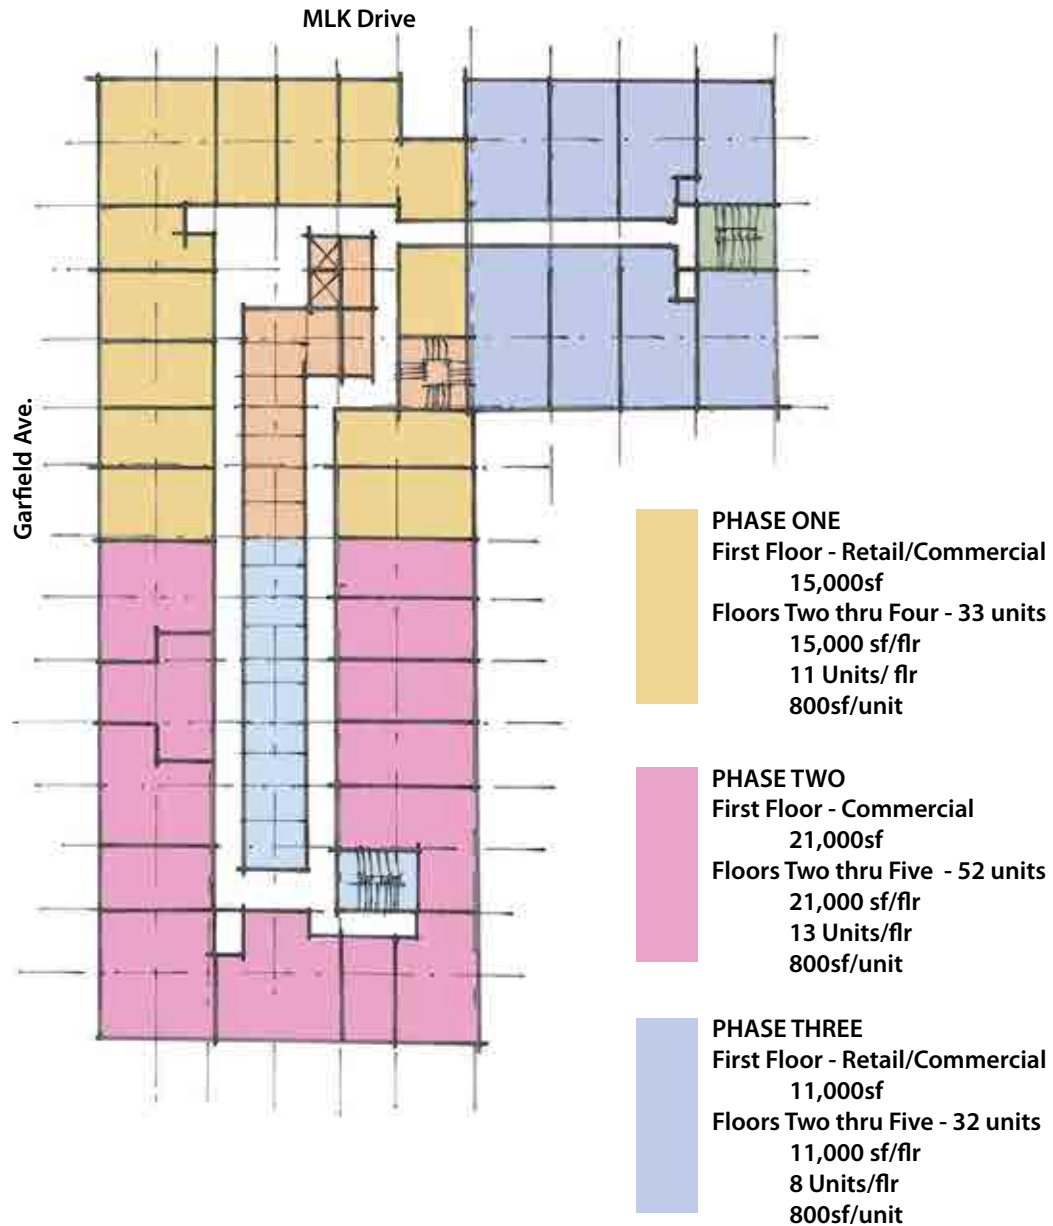 MLK Drive
Garfield Ave.
PHASE ONE
First Floor - Retail/Commercial
15,000sf
Floors Two thru Four - 33 units
15,000 sf/flr
11 Units/ flr
800sf/unit
PHASE TWO
First Floor - Commercial
21,000sf
Floors Two thru Five - 52 units
21,000 sf/flr
13 Units/flr
800sf/unit
PHASE THREE
First Floor - Retail/Commercial
11,000sf
Floors Two thru Five - 32 units
11,000 sf/flr
8 Units/flr
800sf/unit